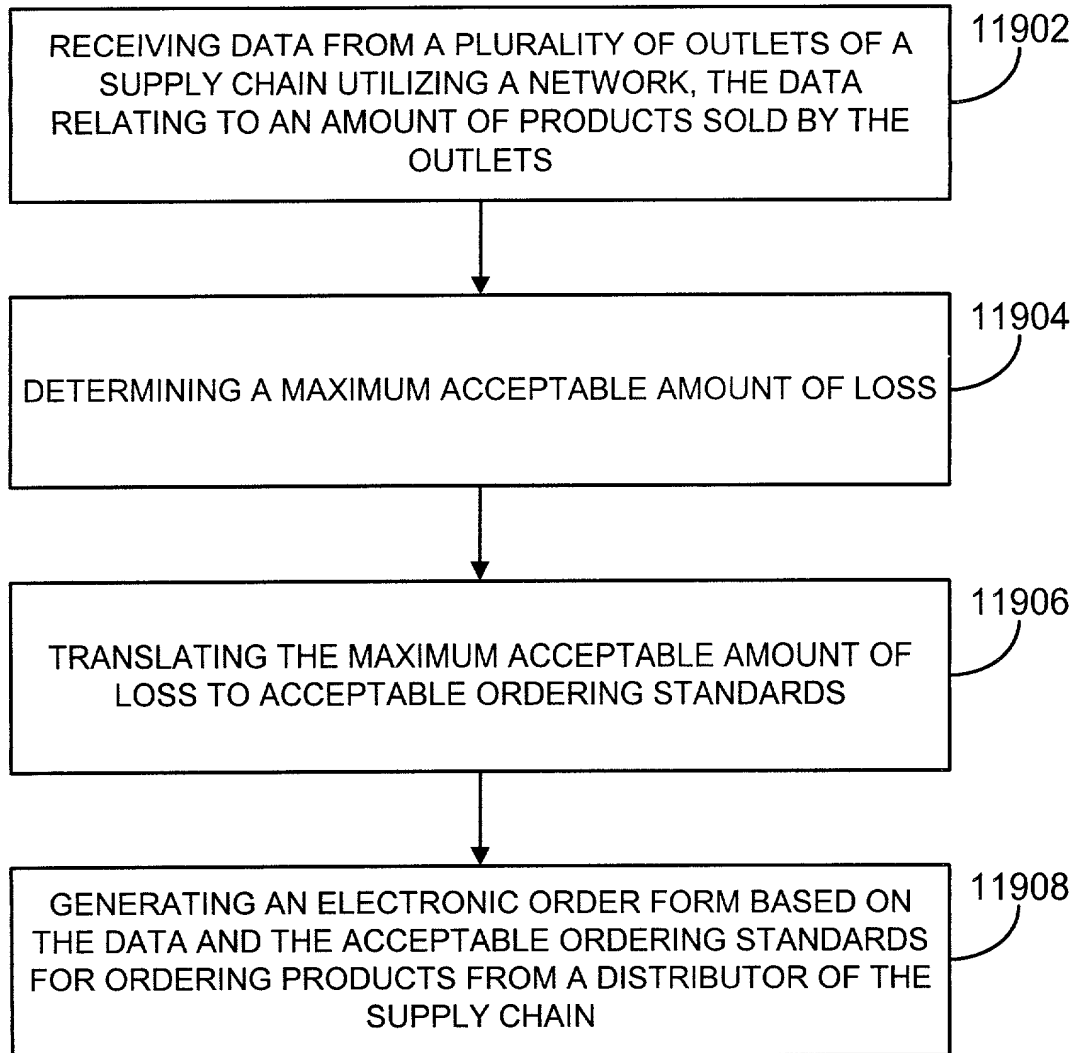 RECEIVING DATA FROM A PLURALITY OF OUTLETS OF A
SUPPLY CHAIN UTILIZING A NETWORK, THE DATA
RELATING TO AN AMOUNT OF PRODUCTS SOLD BY THE
OUTLETS
11902
DETERMINING A MAXIMUM ACCEPTABLE AMOUNT OF LOSS
11904
TRANSLATING THE MAXIMUM ACCEPTABLE AMOUNT OF
LOSS TO ACCEPTABLE ORDERING STANDARDS
11906
GENERATING AN ELECTRONIC ORDER FORM BASED ON
THE DATA AND THE ACCEPTABLE ORDERING STANDARDS
FOR ORDERING PRODUCTS FROM A DISTRIBUTOR OF THE
SUPPLY CHAIN
11908